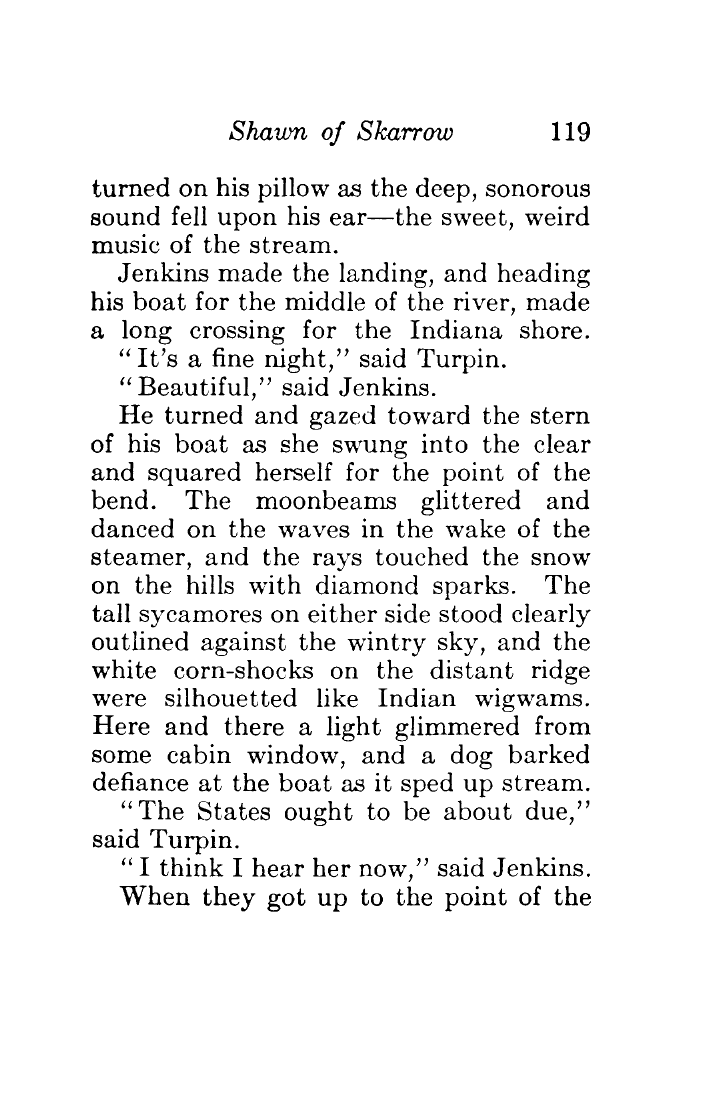 Shawn of Skarrow 119
turned on his pillow as the deep, sonorous
sound fell upon his ear—the sweet, weird
music of the stream.
Jenkins made the landing, and heading
his boat for the middle of the river, made
a long crossing for the Indiana shore.
"It's a fine night," said Turpin.
"Beautiful," said Jenkins.
He turned and gazed toward the stern
of his boat as she swung into the clear
and squared herself for the point of the
bend. The moonbeams glittered and
danced on the waves in the wake of the
steamer, and the rays touched the snow
on the hills with diamond sparks. The
tall sycamores on either side stood clearly
outlined against the wintry sky, and the
white corn-shocks on the distant ridge
were silhouetted like Indian wigwams.
Here and there a light glimmered from
some cabin window, and a dog barked
defiance at the boat as it sped up stream.
"The States ought to be about due,"
said Turpin.
"I think I hear her now," said Jenkins.
When they got up to the point of the